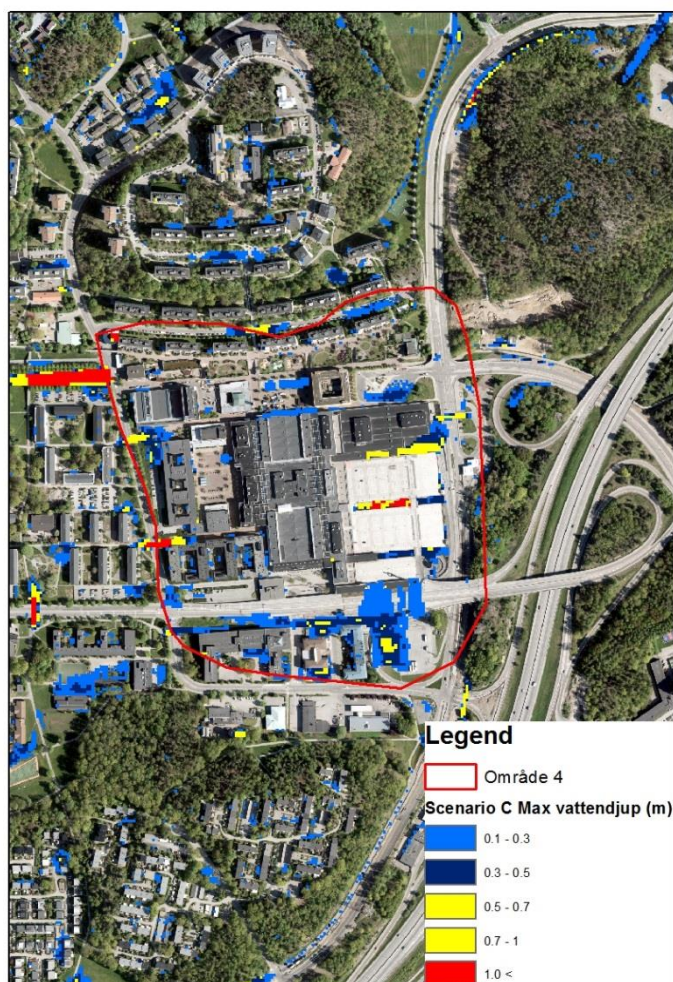 Legend
Område 4
Scenario C Max vattendjup (m)
0.1 - 0.3
0.3 - 0.5
0.5 - 0.7
0.7 - 1
1.0 <